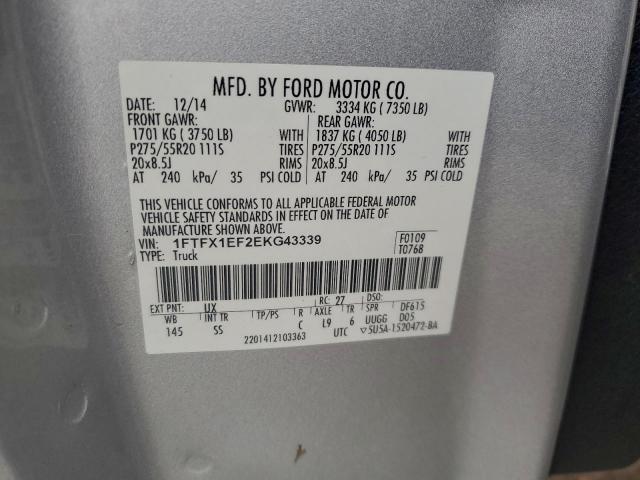 MFD. BY FORD MOTOR CO.
DATE: 12/14 GVWR: 3334 KG ( 7350 LB)
FRONT GAWR: REAR GAWR:
1701 KG ( 3750 LB) WITH 1837 KG ( 4050 LB) WITH
P275/55R20 111S TIRES P275/55R20 111S TIRES
20x8.5J RIMS 20x8.5J RIMS
AT 240 kPa/ 35 PSI COLD AT 240 kPa/ 35 PSI COLD
THIS VEHICLE CONFORMS TO ALL APPLICABLE FEDERAL MOTOR
VEHICLE SAFETY STANDARDS IN EFFECT ON THE DATE OF
MANUFACTURE SHOWN ABOVE.
VIN: 1FTFX1EF2EKG43339 F0109
TYPE: Truck T0768
EXT PNT: UX RC: 27 DSO:
WB INT TR TP/PS R AXLE TR SPR DF615
145 SS C L9 6 UUGG D05
2201412103363 UTC ▽5U5A-1520472-BA